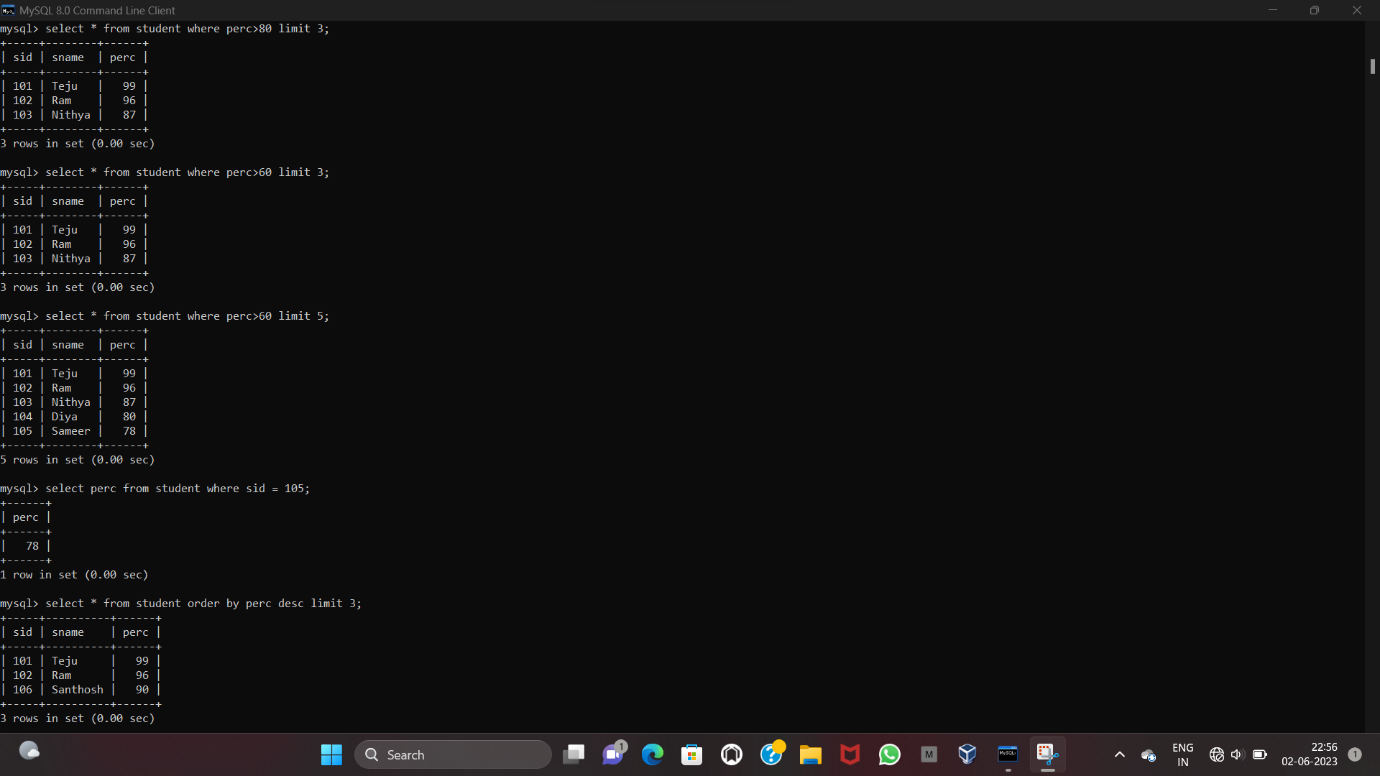 MySQL 8.0 Command Line Client
mysql> select * from student where perc>80 limit 3;
+-----+--------+------+
| sid | sname  | perc |
+-----+--------+------+
| 101 | Teju   |   99 |
| 102 | Ram    |   96 |
| 103 | Nithya |   87 |
+-----+--------+------+
3 rows in set (0.00 sec)
mysql> select * from student where perc>60 limit 3;
+-----+--------+------+
| sid | sname  | perc |
+-----+--------+------+
| 101 | Teju   |   99 |
| 102 | Ram    |   96 |
| 103 | Nithya |   87 |
+-----+--------+------+
3 rows in set (0.00 sec)
mysql> select * from student where perc>60 limit 5;
+-----+--------+------+
| sid | sname  | perc |
+-----+--------+------+
| 101 | Teju   |   99 |
| 102 | Ram    |   96 |
| 103 | Nithya |   87 |
| 104 | Diya   |   80 |
| 105 | Sameer |   78 |
+-----+--------+------+
5 rows in set (0.00 sec)
mysql> select perc from student where sid = 105;
+------+
| perc |
+------+
|   78 |
+------+
1 row in set (0.00 sec)
mysql> select * from student order by perc desc limit 3;
+-----+----------+------+
| sid | sname    | perc |
+-----+----------+------+
| 101 | Teju     |   99 |
| 102 | Ram      |   96 |
| 106 | Santhosh |   90 |
+-----+----------+------+
3 rows in set (0.00 sec)
Search
1
M
ENG
IN
22:56
02-06-2023
1